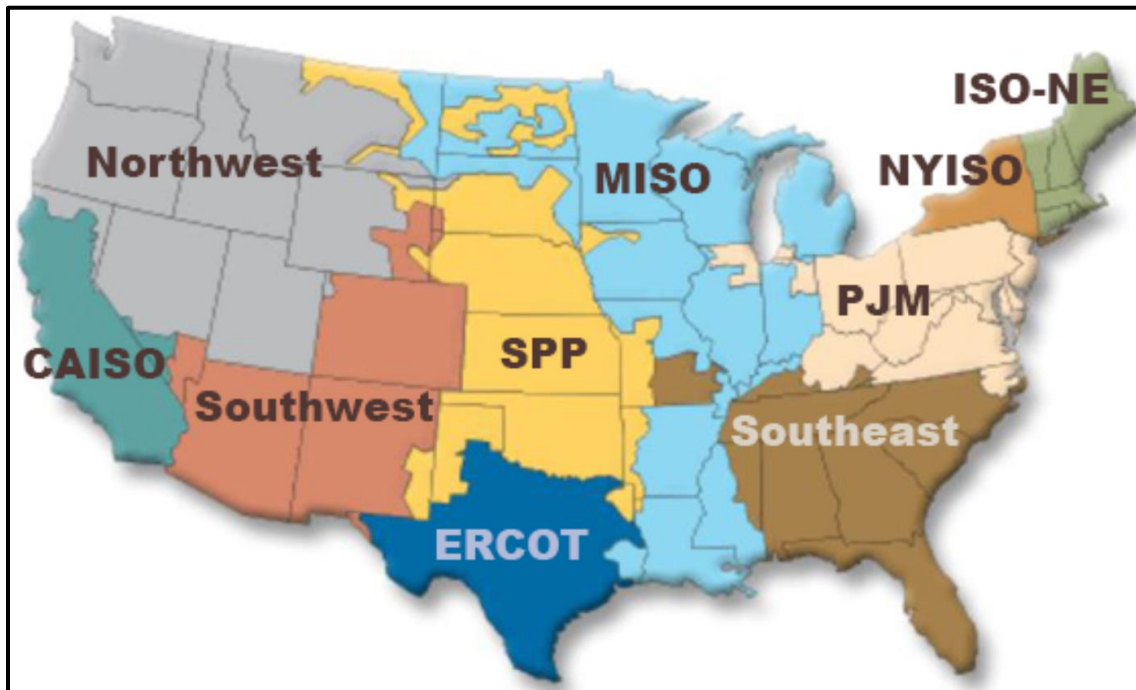 ISO-NE
Northwest
MISO
NYISO
PJM
CAISO
SPP
Southwest
Southeast
ERCOT